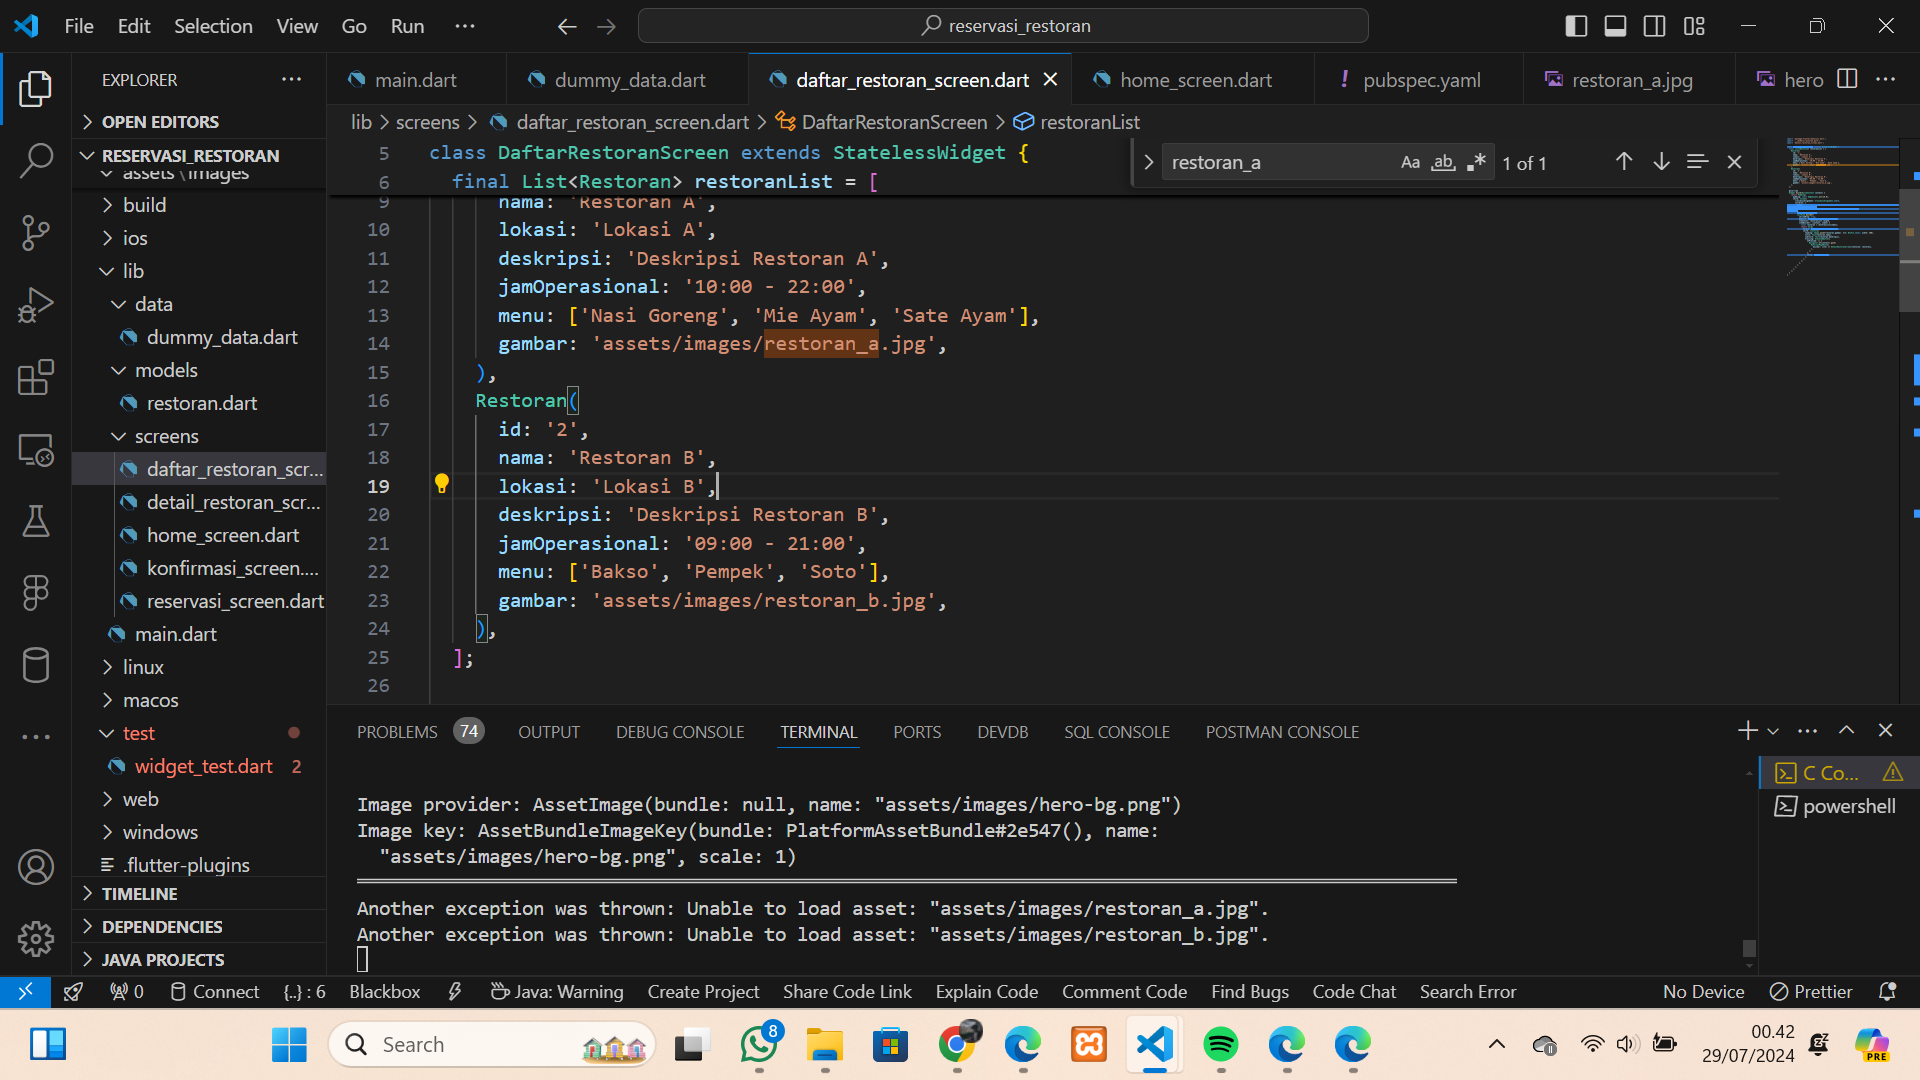 File Edit Selection View Go Run ···
reservasi_restoran
EXPLORER
OPEN EDITORS
RESERVASI_RESTORAN
assets\images
build
ios
lib
data
dummy_data.dart
models
restoran.dart
screens
daftar_restoran_scr...
detail_restoran_scr...
home_screen.dart
konfirmasi_screen....
reservasi_screen.dart
main.dart
linux
macos
test
widget_test.dart 2
web
windows
.flutter-plugins
TIMELINE
DEPENDENCIES
JAVA PROJECTS
main.dart dummy_data.dart daftar_restoran_screen.dart home_screen.dart ! pubspec.yaml restoran_a.jpg hero
lib > screens > daftar_restoran_screen.dart > DaftarRestoranScreen > restoranList
restoran_a Aa ab .* 1 of 1
5 class DaftarRestoranScreen extends StatelessWidget {
6 final List<Restoran> restoranList = [
9 nama: 'Restoran A',
10 lokasi: 'Lokasi A',
11 deskripsi: 'Deskripsi Restoran A',
12 jamOperasional: '10:00 - 22:00',
13 menu: ['Nasi Goreng', 'Mie Ayam', 'Sate Ayam'],
14 gambar: 'assets/images/restoran_a.jpg',
15 ),
16 Restoran(
17 id: '2',
18 nama: 'Restoran B',
19 lokasi: 'Lokasi B',
20 deskripsi: 'Deskripsi Restoran B',
21 jamOperasional: '09:00 - 21:00',
22 menu: ['Bakso', 'Pempek', 'Soto'],
23 gambar: 'assets/images/restoran_b.jpg',
24 ),
25 ];
26
PROBLEMS 74 OUTPUT DEBUG CONSOLE TERMINAL PORTS DEVDB SQL CONSOLE POSTMAN CONSOLE
Image provider: AssetImage(bundle: null, name: "assets/images/hero-bg.png")
Image key: AssetBundleImageKey(bundle: PlatformAssetBundle#2e547(), name:
"assets/images/hero-bg.png", scale: 1)
Another exception was thrown: Unable to load asset: "assets/images/restoran_a.jpg".
Another exception was thrown: Unable to load asset: "assets/images/restoran_b.jpg".
C Co...
powershell
0 Connect {..} : 6 Blackbox Java: Warning Create Project Share Code Link Explain Code Comment Code Find Bugs Code Chat Search Error No Device Prettier
Search
8
00.42
29/07/2024
PRE